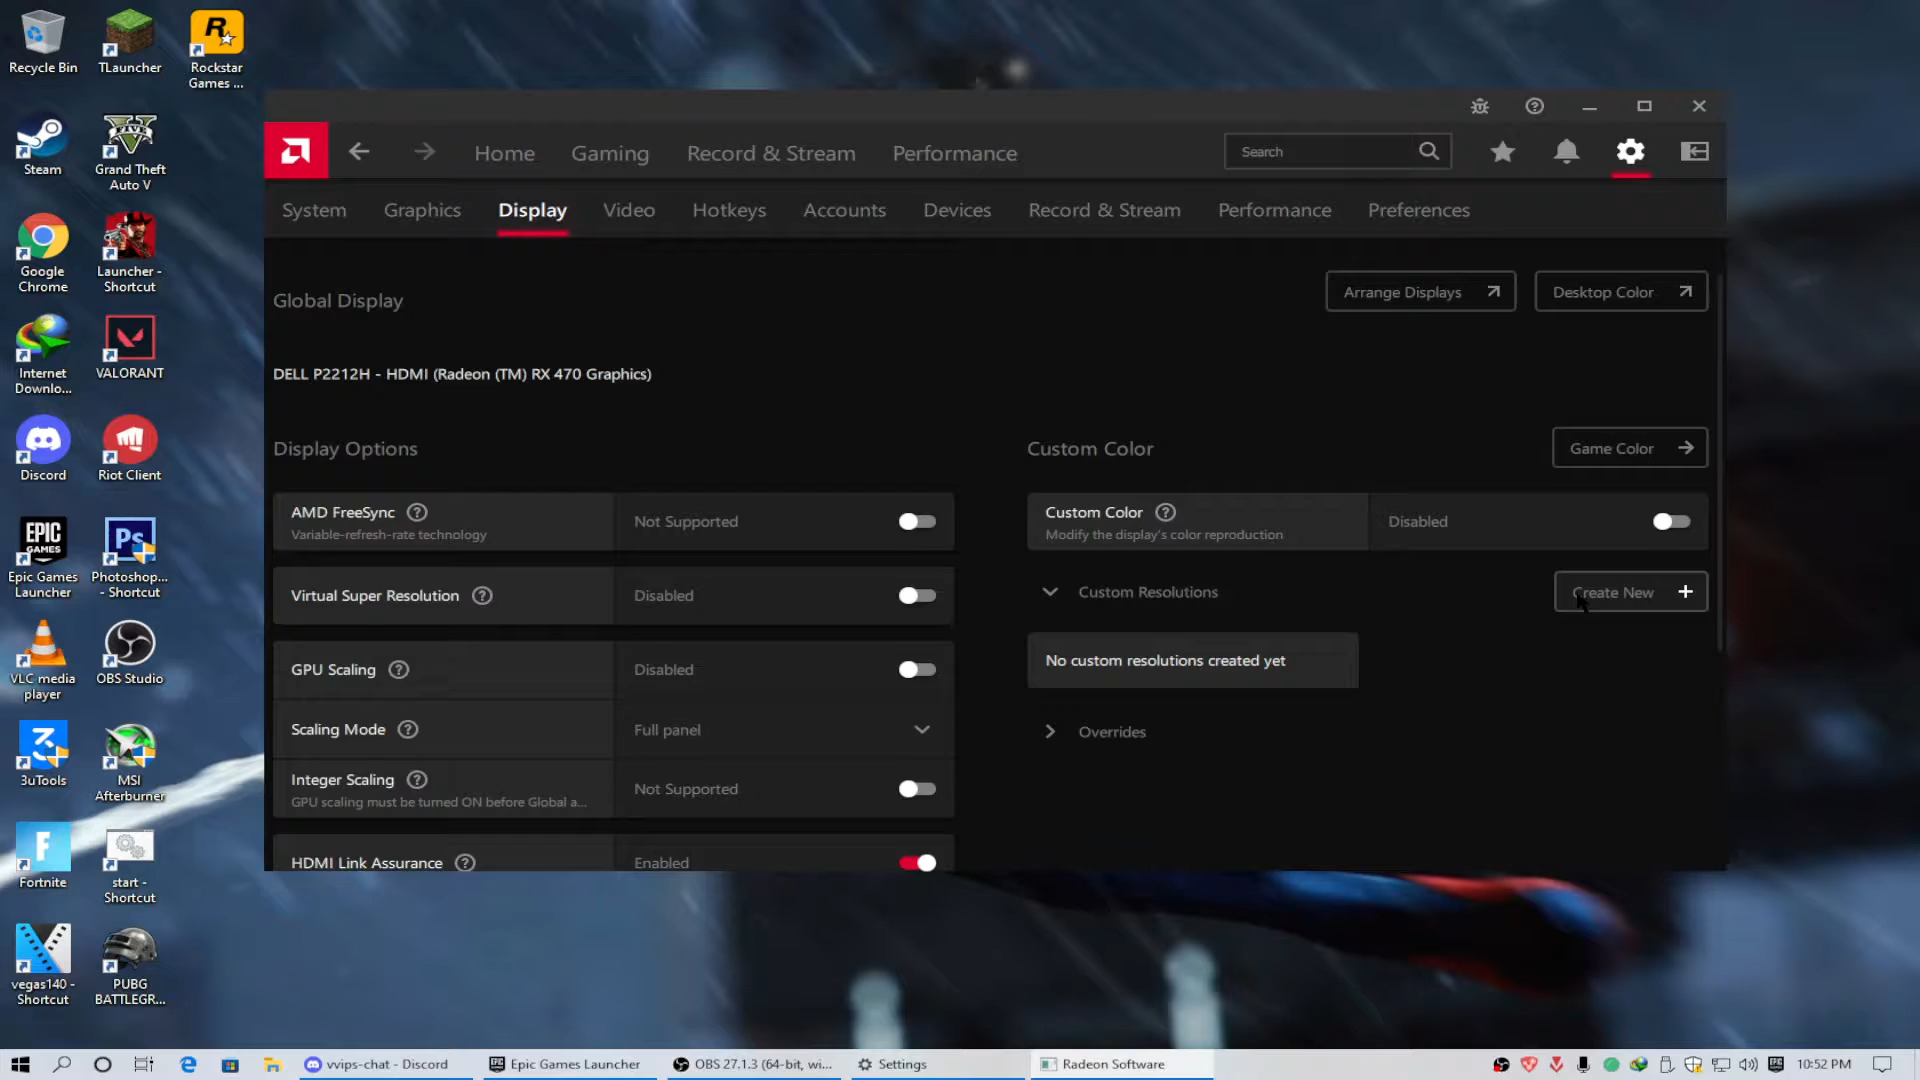 Recycle Bin
TLauncher
Rockstar
Games ...
Steam
Grand Theft
Auto V
Google
Chrome
Launcher -
Shortcut
Internet
Downlo...
VALORANT
Discord
Riot Client
Epic Games
Launcher
Photoshop...
- Shortcut
VLC media
player
OBS Studio
3uTools
MSI
Afterburner
Fortnite
start -
Shortcut
vegas140 -
Shortcut
PUBG
BATTLEGR...
Home
Gaming
Record & Stream
Performance
Search
System
Graphics
Display
Video
Hotkeys
Accounts
Devices
Record & Stream
Performance
Preferences
Global Display
Arrange Displays
Desktop Color
DELL P2212H - HDMI (Radeon (TM) RX 470 Graphics)
Display Options
AMD FreeSync
Variable-refresh-rate technology
Not Supported
Virtual Super Resolution
Disabled
GPU Scaling
Disabled
Scaling Mode
Full panel
Integer Scaling
GPU scaling must be turned ON before Global a...
Not Supported
HDMI Link Assurance
Enabled
Custom Color
Game Color
Custom Color
Modify the display's color reproduction
Disabled
Custom Resolutions
Create New
No custom resolutions created yet
Overrides
vvips-chat - Discord
Epic Games Launcher
OBS 27.1.3 (64-bit, wi...
Settings
Radeon Software
10:52 PM